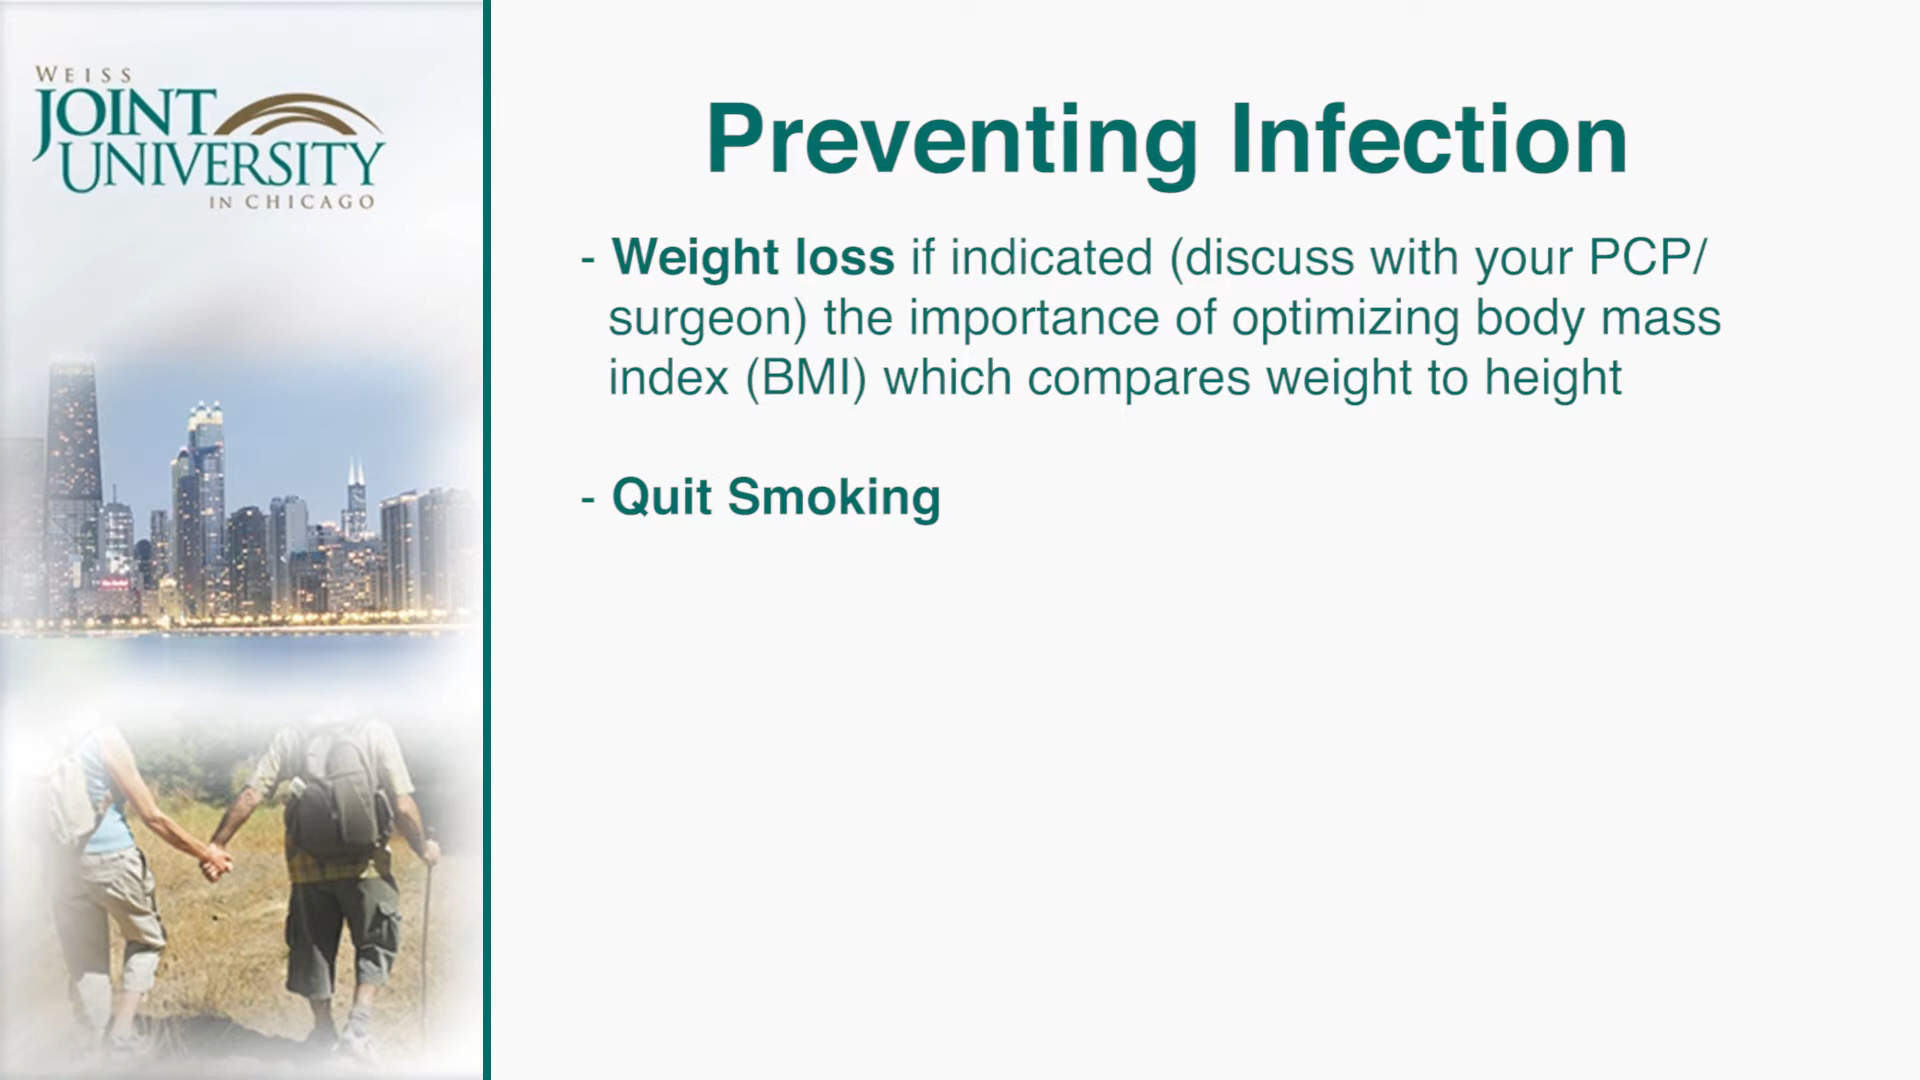 WEISS
JOINT
UNIVERSITY
IN CHICAGO
Preventing Infection
- Weight loss if indicated (discuss with your PCP/
surgeon) the importance of optimizing body mass
index (BMI) which compares weight to height
- Quit Smoking